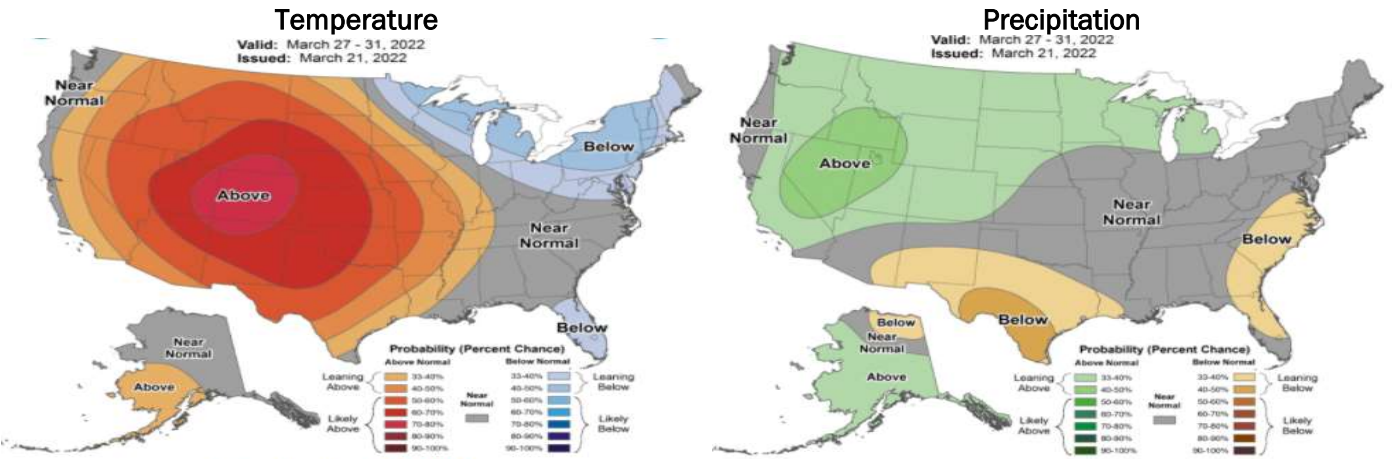 Temperature
Valid: March 27 - 31, 2022
Issued: March 21, 2022
Near
Normal
Below
Above
Near
Normal
Below
Near
Normal
Above
Probability (Percent Chance)
Above Normal
Below Normal
Leaning
Above
33-40%
40-50%
33-40%
40-50%
Leaning
Below
Likely
Above
50-60%
60-70%
70-80%
80-90%
90-100%
Near
Normal
50-60%
60-70%
70-80%
80-90%
90-100%
Likely
Below
Precipitation
Valid: March 27 - 31, 2022
Issued: March 21, 2022
Near
Normal
Above
Near
Normal
Below
Below
Below
Near
Normal
Above
Probability (Percent Chance)
Above Normal
Below Normal
Leaning
Above
33-40%
40-50%
33-40%
40-50%
Leaning
Below
Likely
Above
50-60%
60-70%
70-80%
80-90%
90-100%
Near
Normal
50-60%
60-70%
70-80%
80-90%
90-100%
Likely
Below